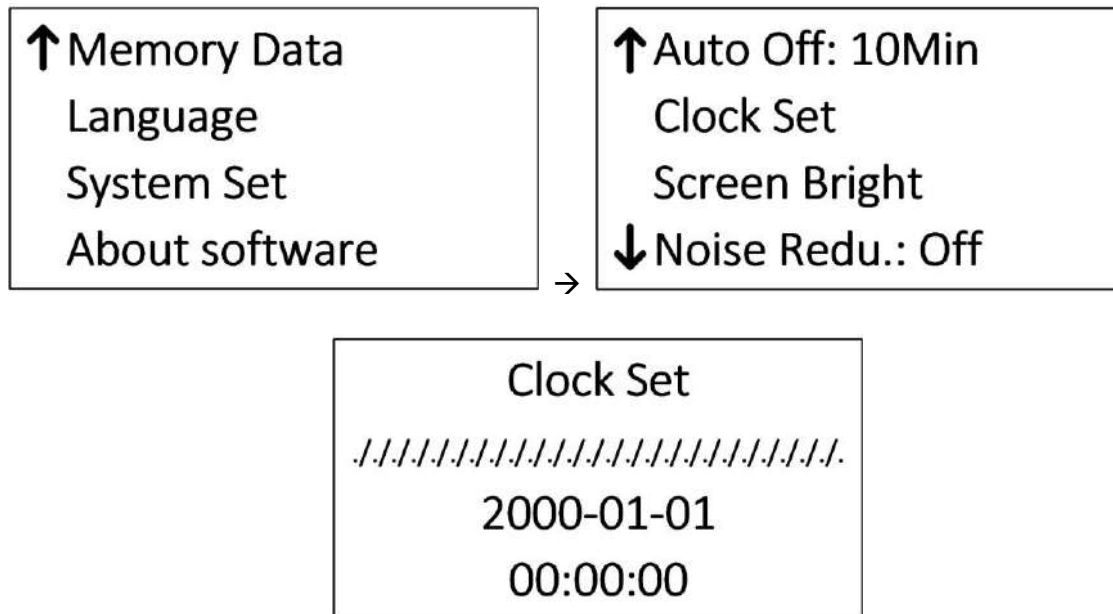 ↑Memory Data
Language
System Set
About software
→
↑Auto Off: 10Min
Clock Set
Screen Bright
↓Noise Redu.: Off
Clock Set
././././././././././././././././././././././././.
2000-01-01
00:00:00